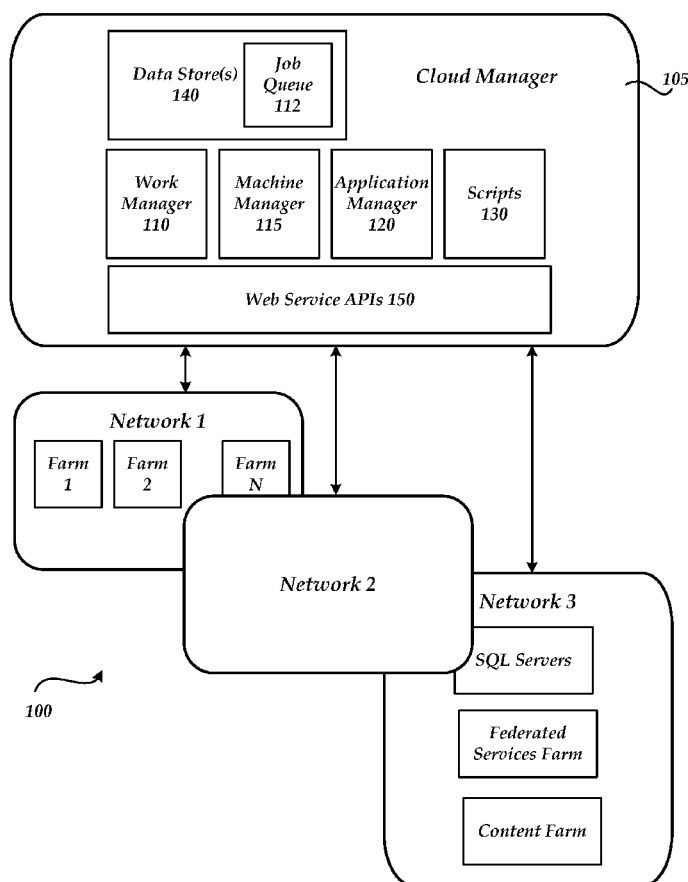 Data Store(s)
140
Job
Queue
112
Cloud Manager
105
Work
Manager
110
Machine
Manager
115
Application
Manager
120
Scripts
130
Web Service APIs 150
Network 1
Farm
1
Farm
2
Farm
N
Network 2
Network 3
SQL Servers
Federated
Services Farm
Content Farm
100